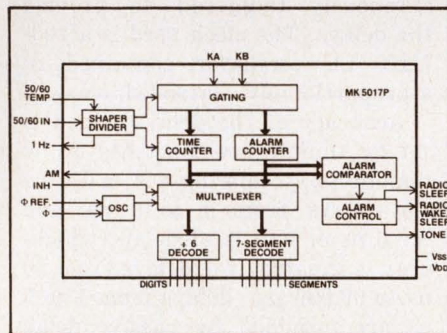 KA KB
MK 5017P
50/60
TEMP
50/60 IN
1 Hz
AM
INH
Φ REF.
Φ
SHAPER
DIVIDER
GATING
TIME
COUNTER
ALARM
COUNTER
ALARM
COMPARATOR
MULTIPLEXER
OSC
ALARM
CONTROL
÷ 6
DECODE
7-SEGMENT
DECODE
RADIO
SLEEP
RADIO
WAKE/
SLEEP
TONE
VSS
VDD
DIGITS
SEGMENTS